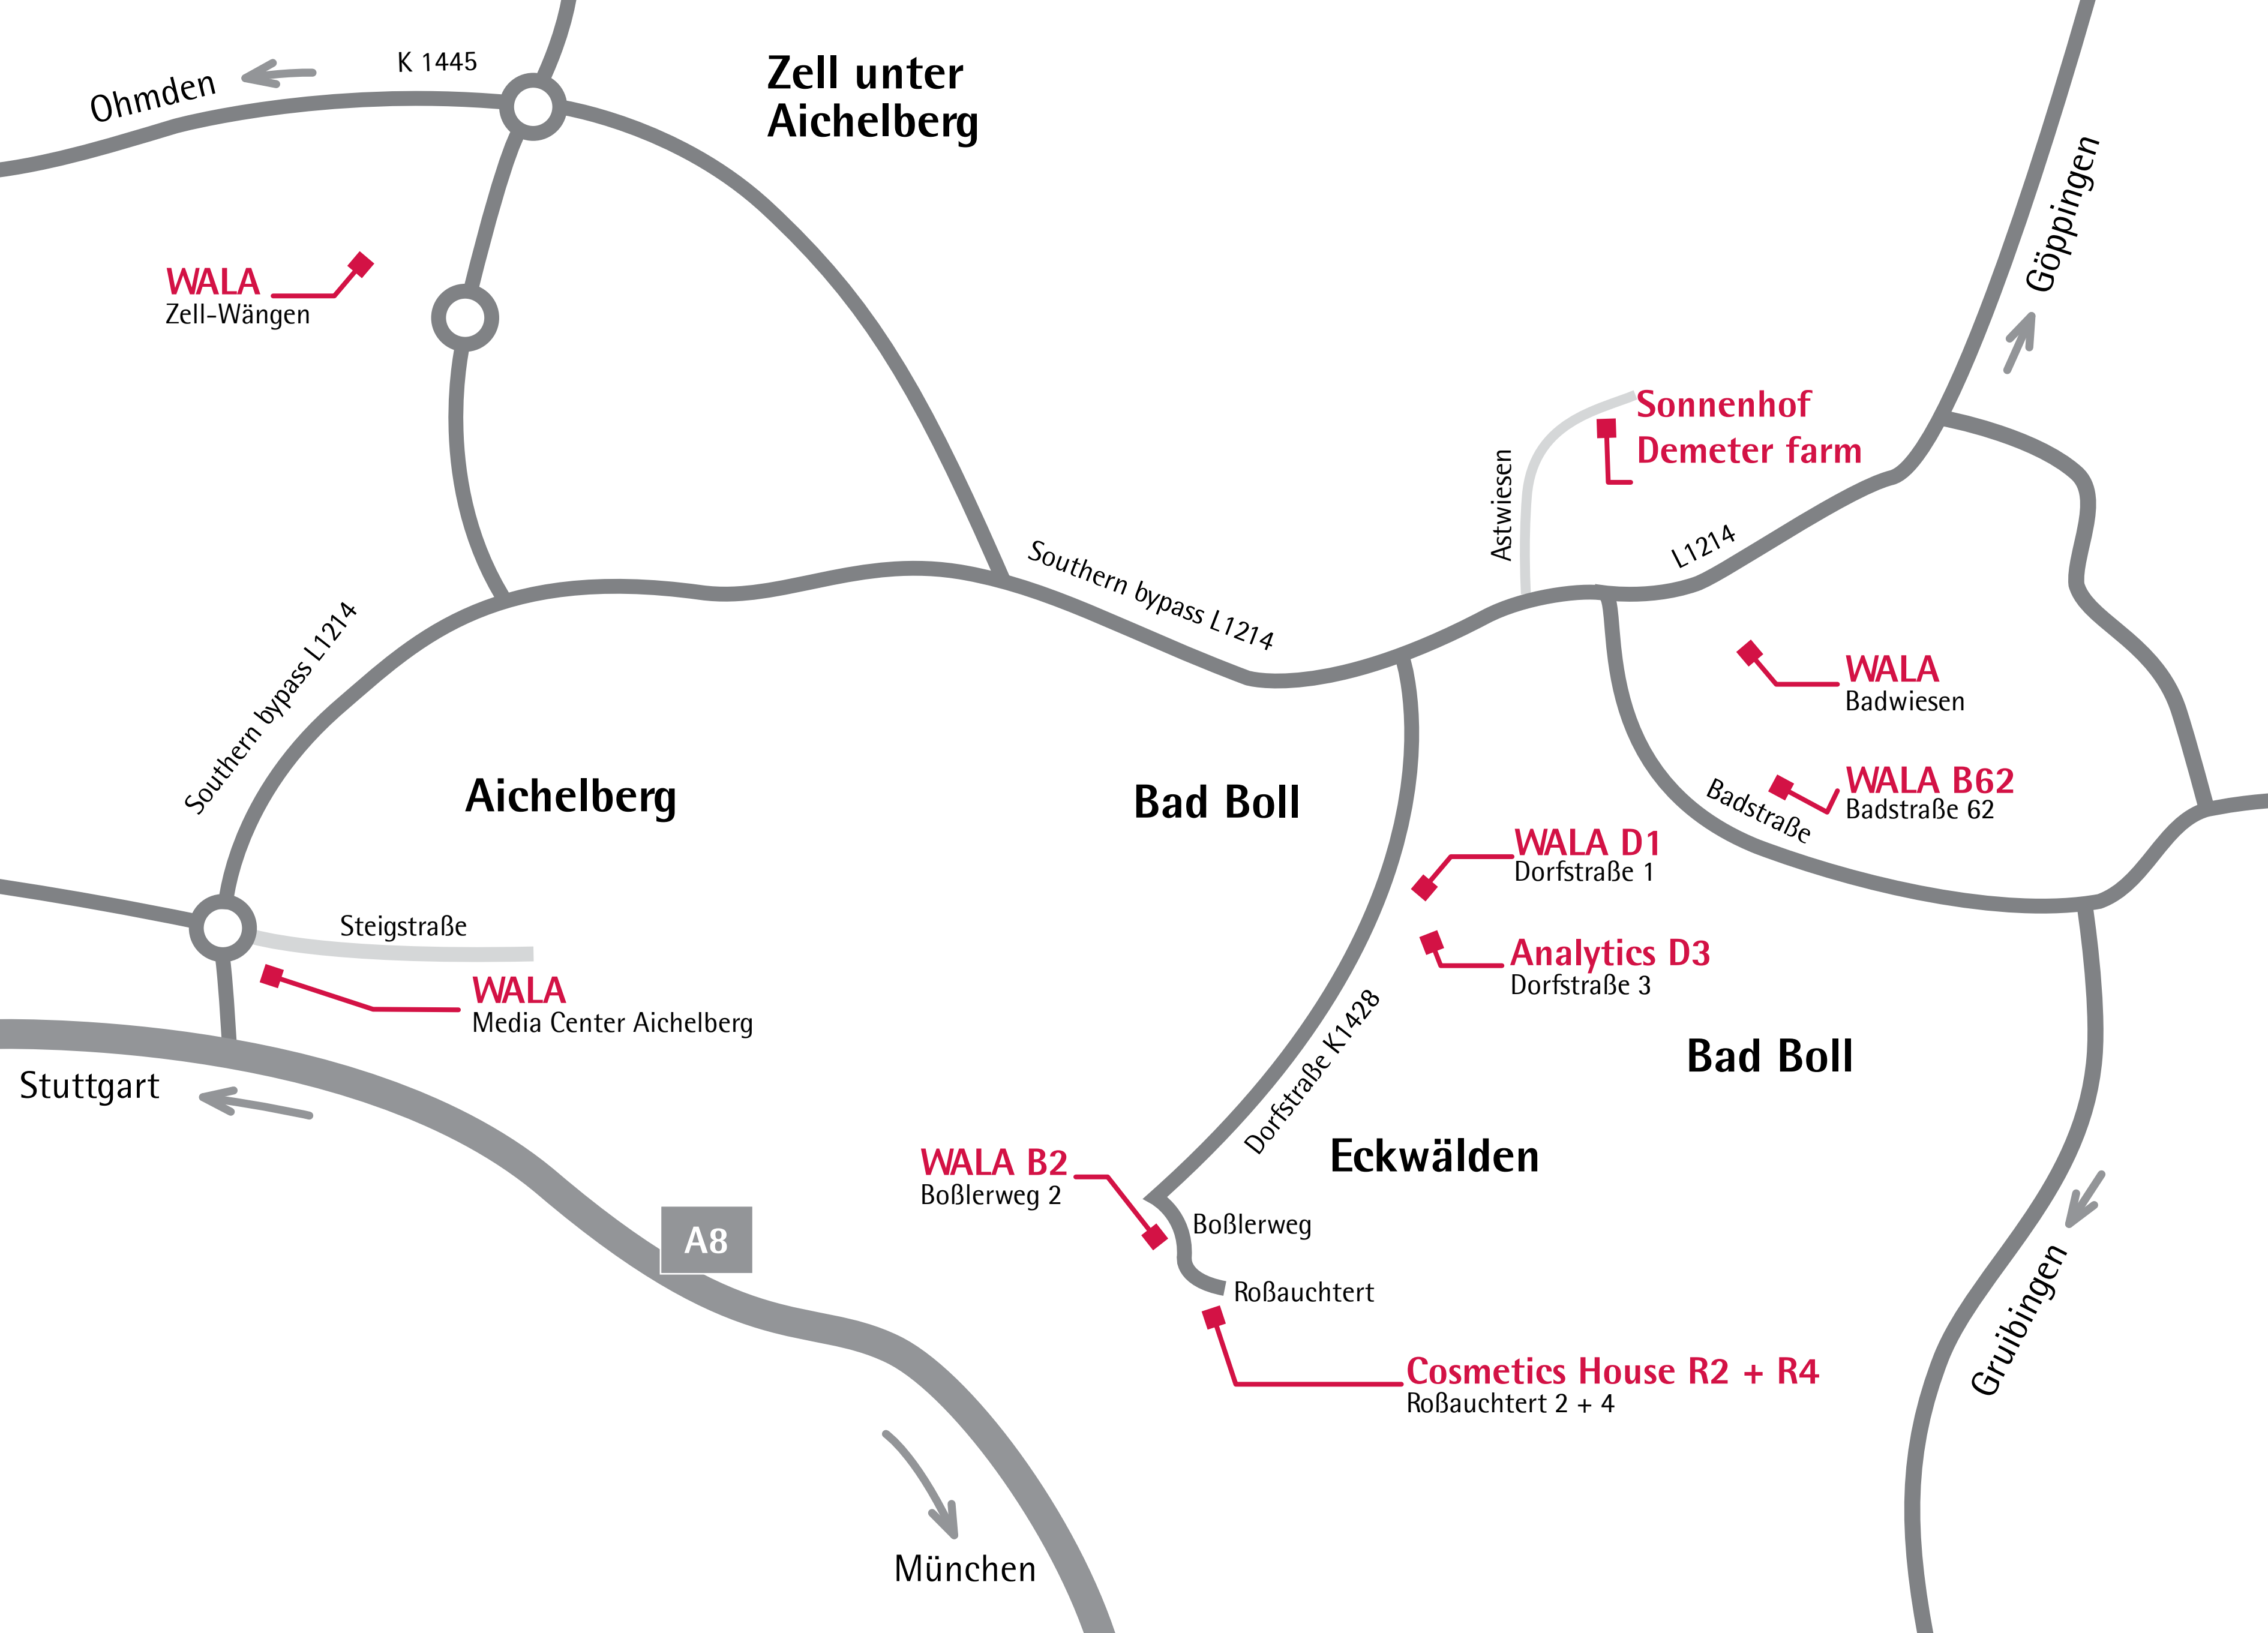 K 1445
Ohmden
Zell unter
Aichelberg
Göppingen
WALA
Zell-Wängen
Sonnenhof
Demeter farm
Astwiesen
L1214
Southern bypass L1214
Southern bypass L1214
WALA
Badwiesen
Aichelberg
Bad Boll
WALA B62
Badstraße 62
Badstraße
WALA D1
Dorfstraße 1
Steigstraße
Analytics D3
Dorfstraße 3
WALA
Media Center Aichelberg
Dorfstraße K1428
Bad Boll
Stuttgart
Eckwälden
WALA B2
Boßlerweg 2
Boßlerweg
A8
Roßauchtert
Gruibingen
Cosmetics House R2 + R4
Roßauchtert 2 + 4
München